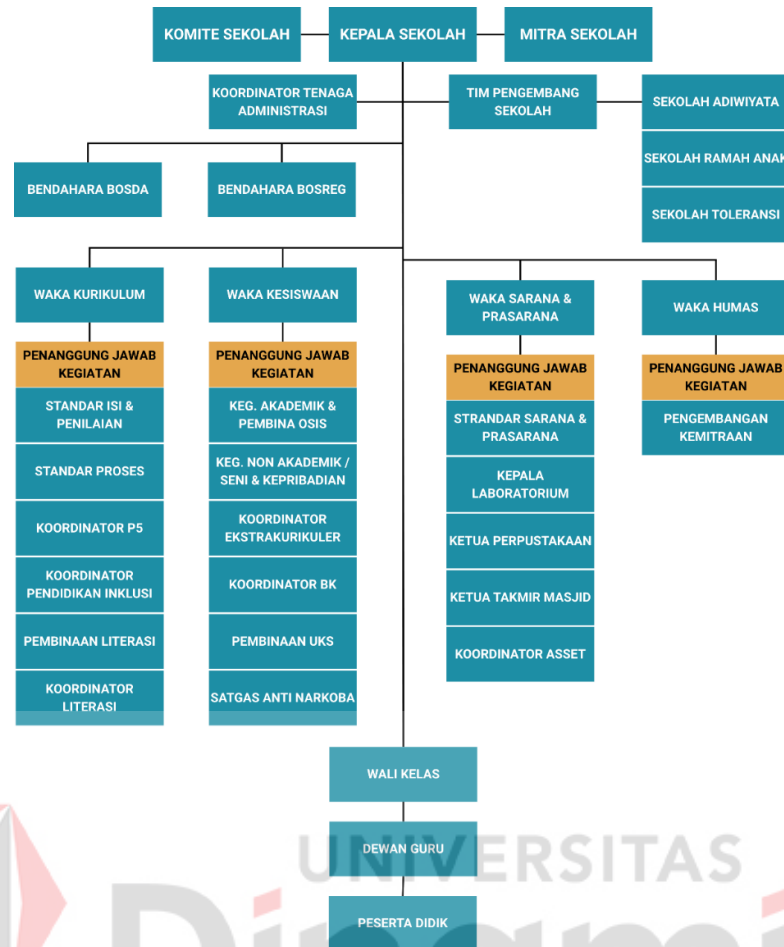 KOMITE SEKOLAH
KEPALA SEKOLAH
MITRA SEKOLAH
KOORDINATOR TENAGA
ADMINISTRASI
TIM PENGEMBANG
SEKOLAH
SEKOLAH ADIWIYATA
SEKOLAH RAMAH ANAK
SEKOLAH TOLERANSI
BENDAHARA BOSDA
BENDAHARA BOSREG
WAKA KURIKULUM
PENANGGUNG JAWAB
KEGIATAN
STANDAR ISI &
PENILAIAN
STANDAR PROSES
KOORDINATOR P5
KOORDINATOR
PENDIDIKAN INKLUSI
PEMBINAAN LITERASI
KOORDINATOR
LITERASI
WAKA KESISWAAN
PENANGGUNG JAWAB
KEGIATAN
KEG. AKADEMIK &
PEMBINA OSIS
KEG. NON AKADEMIK /
SENI & KEPRIBADIAN
KOORDINATOR
EKSTRAKURIKULER
KOORDINATOR BK
PEMBINAAN UKS
SATGAS ANTI NARKOBA
WAKA SARANA &
PRASARANA
PENANGGUNG JAWAB
KEGIATAN
STRANDAR SARANA &
PRASARANA
KEPALA
LABORATORIUM
KETUA PERPUSTAKAAN
KETUA TAKMIR MASJID
KOORDINATOR ASSET
WAKA HUMAS
PENANGGUNG JAWAB
KEGIATAN
PENGEMBANGAN
KEMITRAAN
WALI KELAS
DEWAN GURU
PESERTA DIDIK
UNIVERSITAS